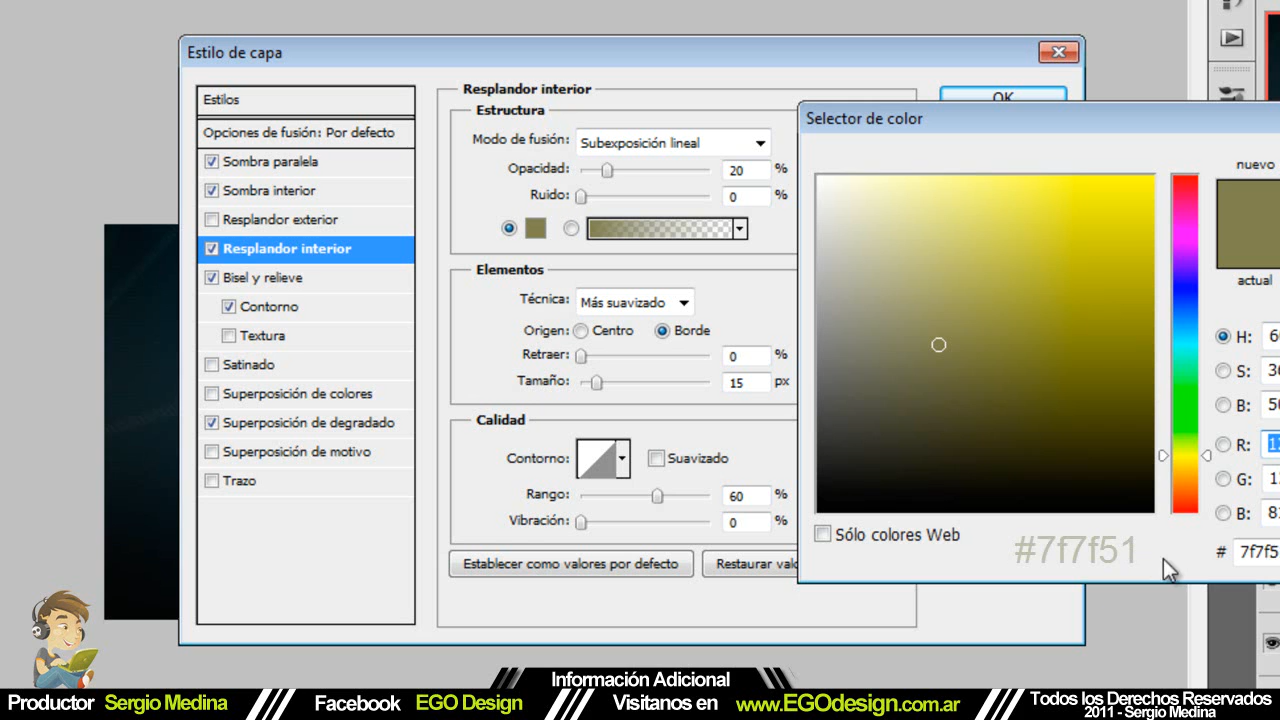 Estilo de capa
Estilos
Opciones de fusión: Por defecto
Sombra paralela
Sombra interior
Resplandor exterior
Resplandor interior
Bisel y relieve
Contorno
Textura
Satinado
Superposición de colores
Superposición de degradado
Superposición de motivo
Trazo
Resplandor interior
Estructura
Modo de fusión: Subexposición lineal
Opacidad: 20 %
Ruido: 0 %
Elementos
Técnica: Más suavizado
Origen: Centro Borde
Retraer: 0 %
Tamaño: 15 px
Calidad
Contorno: Suavizado
Rango: 60 %
Vibración: 0 %
Establecer como valores por defecto
Restaurar valo
OK
Selector de color
nuevo
actual
H:
S:
B: 50
R:
G:
B:
Sólo colores Web
#7f7f51
# 7f7f5
Información Adicional
Productor Sergio Medina
Facebook EGO Design
Visitanos en www.EGOdesign.com.ar
Todos los Derechos Reservados
2011 - Sergio Medina